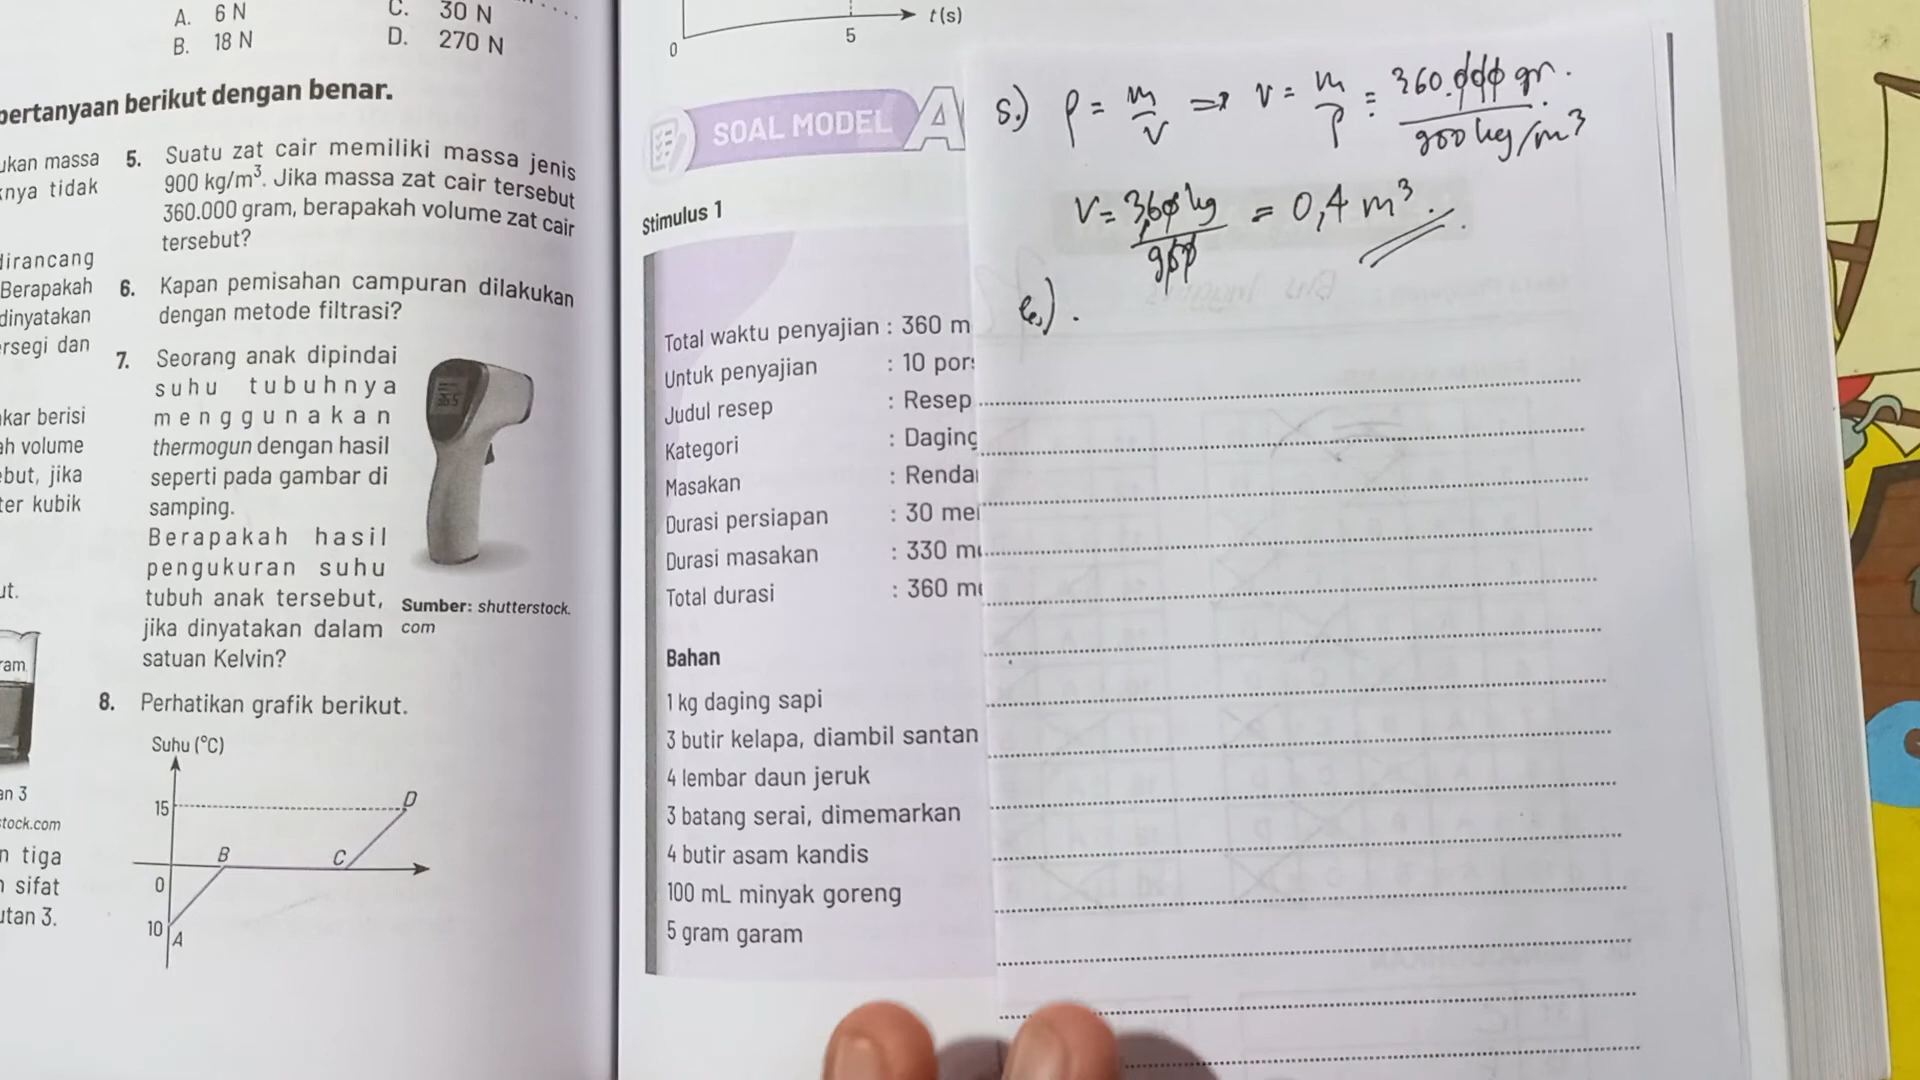 A. 6 N
C. 30 N
B. 18 N
D. 270 N
pertanyaan berikut dengan benar.
ukan massa
nya tidak
dirancang
Berapakah
dinyatakan
rsegi dan
kar berisi
ah volume
but, jika
ter kubik
ut.
ram
an 3
stock.com
n tiga
sifat
utan 3.
5. Suatu zat cair memiliki massa jenis
900 kg/m³. Jika massa zat cair tersebut
360.000 gram, berapakah volume zat cair
tersebut?
6. Kapan pemisahan campuran dilakukan
dengan metode filtrasi?
7. Seorang anak dipindai
suhu tubuhnya
menggunakan
thermogun dengan hasil
seperti pada gambar di
samping.
Berapakah hasil
pengukuran suhu
tubuh anak tersebut,
jika dinyatakan dalam
satuan Kelvin?
36.5
Sumber: shutterstock.
com
8. Perhatikan grafik berikut.
Suhu (°C)
15
D
B
C
0
10
A
0
5
t(s)
SOAL MODEL A
Stimulus 1
Total waktu penyajian : 360 m
Untuk penyajian : 10 por
Judul resep : Resep
Kategori : Daging
Masakan : Renda
Durasi persiapan : 30 me
Durasi masakan : 330 m
Total durasi : 360 m
Bahan
1 kg daging sapi
3 butir kelapa, diambil santan
4 lembar daun jeruk
3 batang serai, dimemarkan
4 butir asam kandis
100 mL minyak goreng
5 gram garam
5.) ρ = m/v => v = m/ρ = 360.000 gr. / 900 kg/m³
V = 360 kg / 900 = 0,4 m³.
6.) .